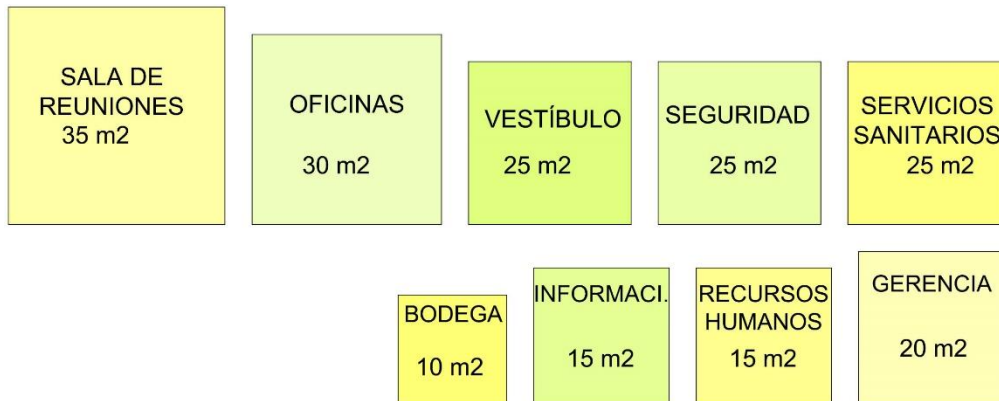 SALA DE
REUNIONES
35 m2
OFICINAS
30 m2
VESTÍBULO
25 m2
SEGURIDAD
25 m2
SERVICIOS
SANITARIOS
25 m2
BODEGA
10 m2
INFORMACI.
15 m2
RECURSOS
HUMANOS
15 m2
GERENCIA
20 m2